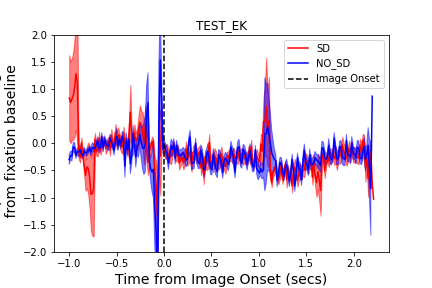 TEST_EK
SD
NO_SD
Image Onset
from fixation baseline
2.0
1.5
1.0
0.5
0.0
−0.5
−1.0
−1.5
−2.0
−1.0 −0.5 0.0 0.5 1.0 1.5 2.0
Time from Image Onset (secs)